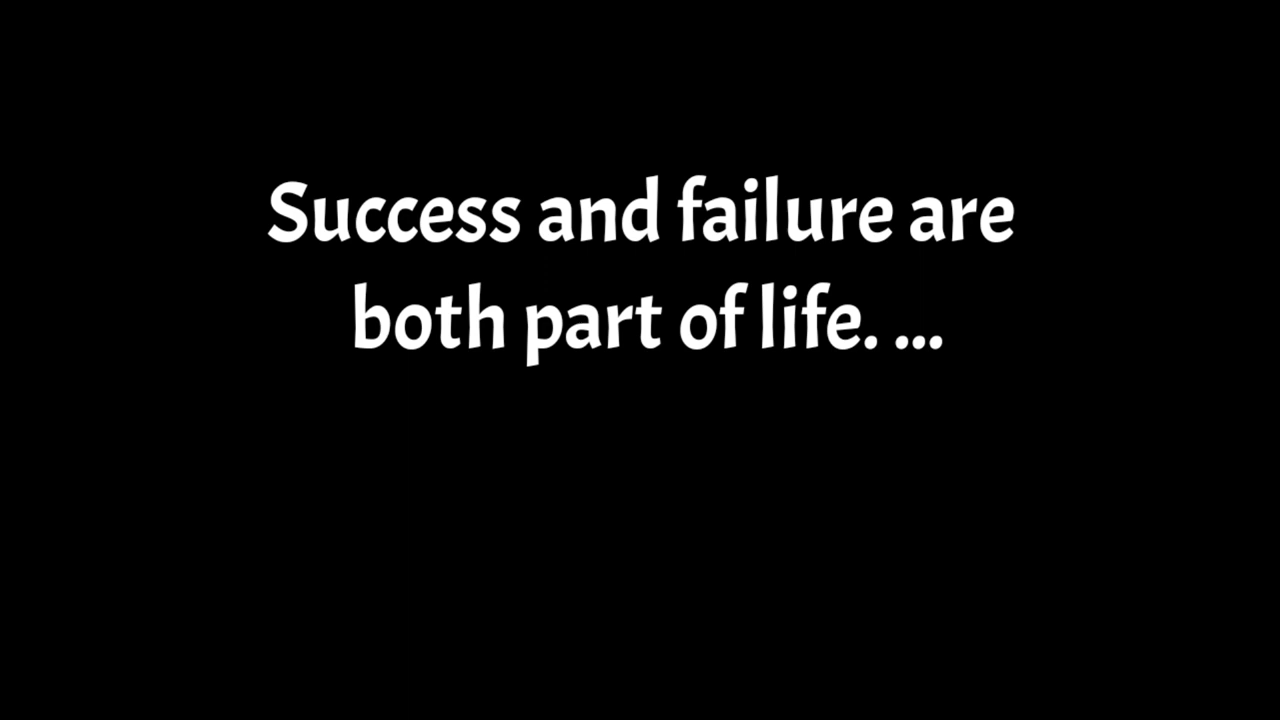 Success and failure are
both part of life. ...